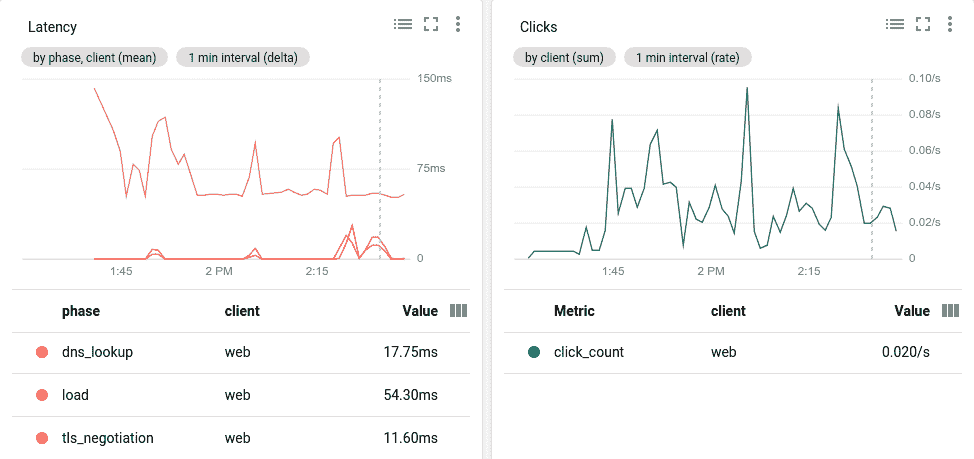 Latency
by phase, client (mean) 1 min interval (delta)
150ms
75ms
0
1:45 2 PM 2:15
phase client Value
dns_lookup web 17.75ms
load web 54.30ms
tls_negotiation web 11.60ms
Clicks
by client (sum) 1 min interval (rate)
0.10/s
0.08/s
0.06/s
0.04/s
0.02/s
0
1:45 2 PM 2:15
Metric client Value
click_count web 0.020/s